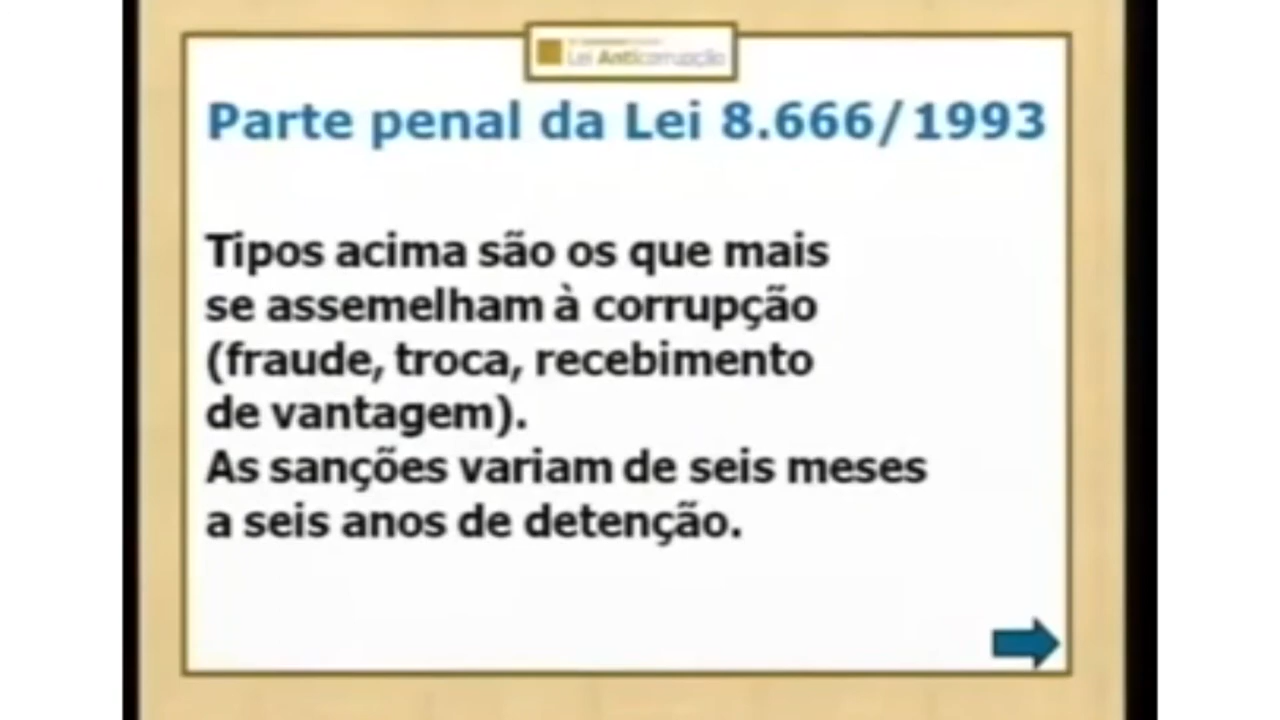 Lei Anticorrupção
Parte penal da Lei 8.666/1993
Tipos acima são os que mais
se assemelham à corrupção
(fraude, troca, recebimento
de vantagem).
As sanções variam de seis meses
a seis anos de detenção.